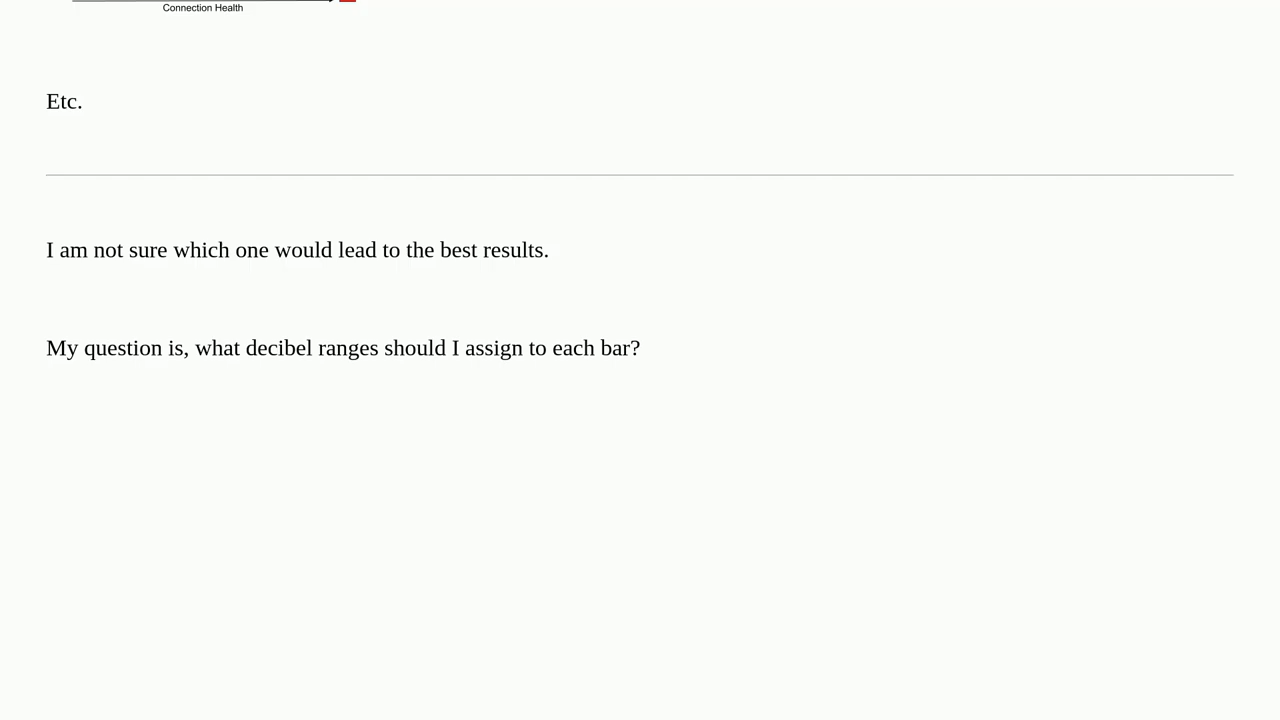 Connection Health
Etc.
I am not sure which one would lead to the best results.
My question is, what decibel ranges should I assign to each bar?